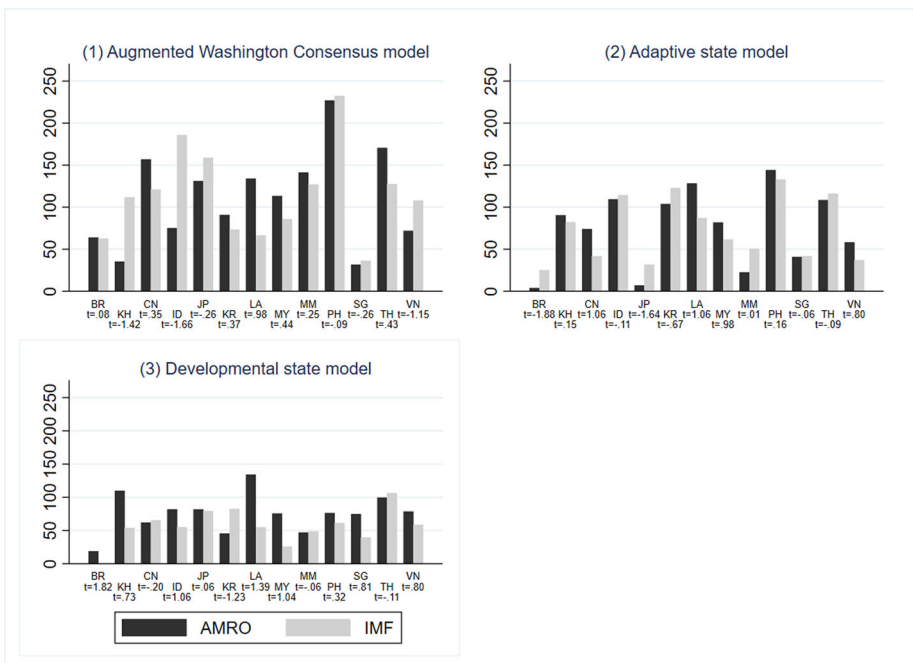 (1) Augmented Washington Consensus model
250
200
150
100
50
0
BR CN JP LA MM SG VN
t=.08 KH t=.35 ID t=-.26 KR t=.98 MY t=.25 PH t=-.26 TH t=-1.15
t=-1.42 t=-1.66 t=.37 t=.44 t=-.09 t=.43
(2) Adaptive state model
250
200
150
100
50
0
BR CN JP LA MM SG VN
t=-1.88 KH t=1.06 ID t=-1.64 KR t=1.06 MY t=.01 PH t=-.06 TH t=.80
t=.15 t=-.11 t=-.67 t=.98 t=.16 t=-.09
(3) Developmental state model
250
200
150
100
50
0
BR CN JP LA MM SG VN
t=1.82 KH t=-.20 ID t=.06 KR t=1.39 MY t=-.06 PH t=.81 TH t=.80
t=.73 t=1.06 t=-1.23 t=1.04 t=.32 t=-.11
AMRO IMF